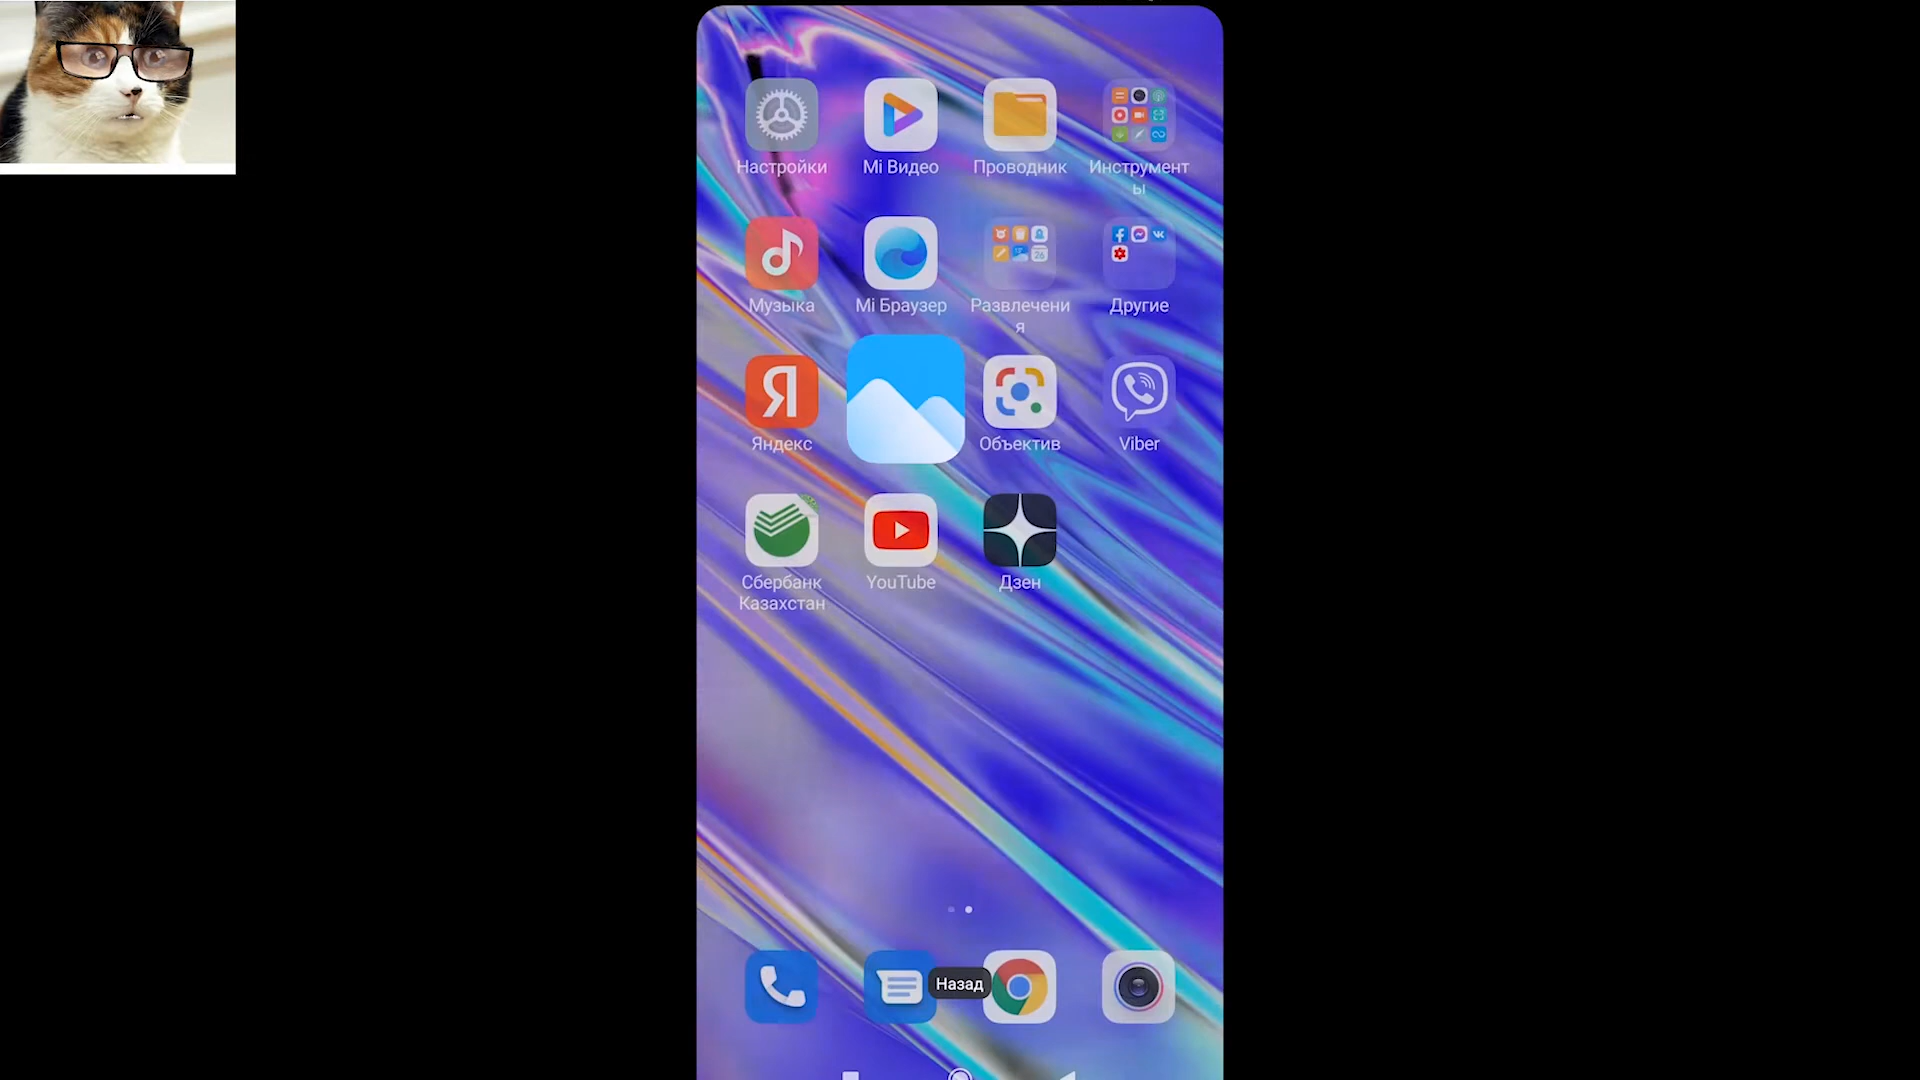 Настройки
Mi Видео
Проводник
Инструмент
ы
Музыка
Mi Браузер
Развлечени
я
Другие
Я
Яндекс
Объектив
Viber
Сбербанк
Казахстан
YouTube
Дзен
Назад